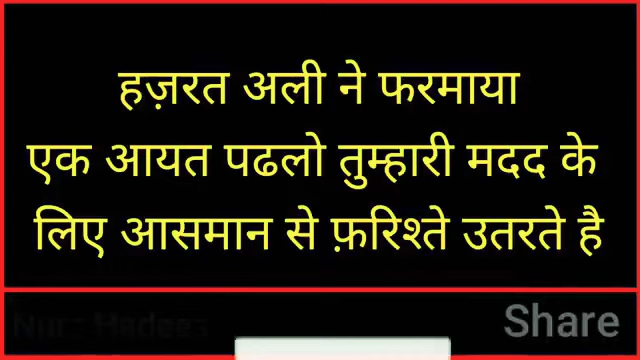 हज़रत अली ने फरमाया
एक आयत पढलो तुम्हारी मदद के
लिए आसमान से फ़रिश्ते उतरते है
Share